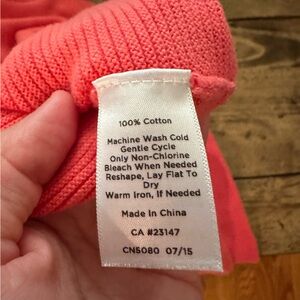 100% Cotton
Machine Wash Cold
Gentle Cycle
Only Non-Chlorine
Bleach When Needed
Reshape, Lay Flat To
Dry
Warm Iron, If Needed
Made In China
CA #23147
CN5080 07/15